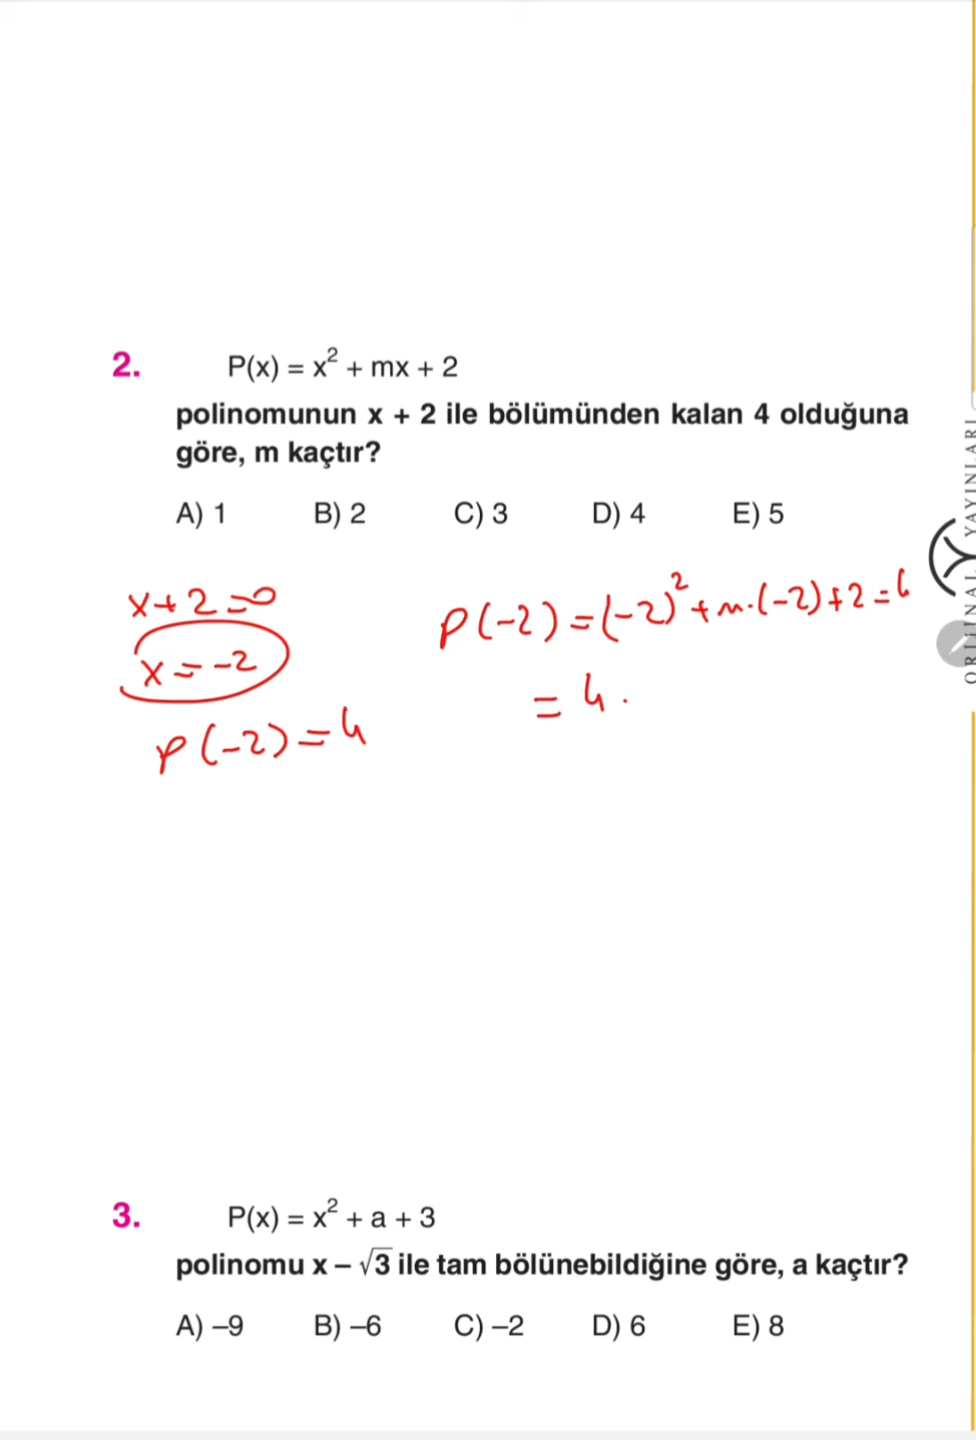 2. P(x) = x² + mx + 2
polinomunun x + 2 ile bölümünden kalan 4 olduğuna
göre, m kaçtır?
A) 1 B) 2 C) 3 D) 4 E) 5
x+2=0
x=-2
P(-2)=4
P(-2)=(-2)²+m.(-2)+2=4
=4.
3. P(x) = x² + a + 3
polinomu x – √3 ile tam bölünebildiğine göre, a kaçtır?
A) –9 B) –6 C) –2 D) 6 E) 8
ORİJİNAL YAYINLARI